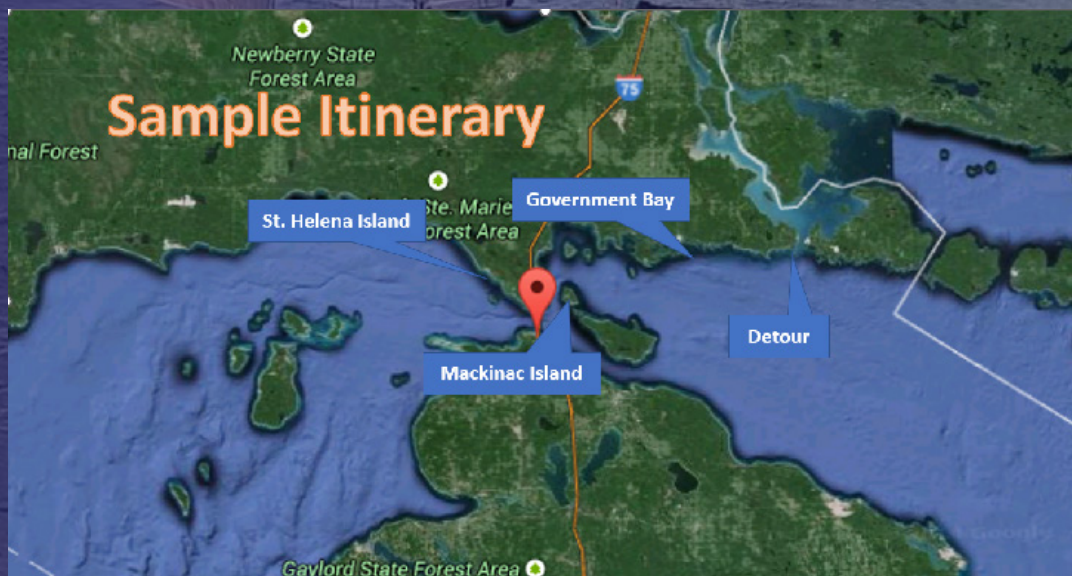 Newberry State
Forest Area
Sample Itinerary
75
nal Forest
Government Bay
St. Helena Island
Ste. Marie
orest Area
Detour
Mackinac Island
Gaylord State Forest Area